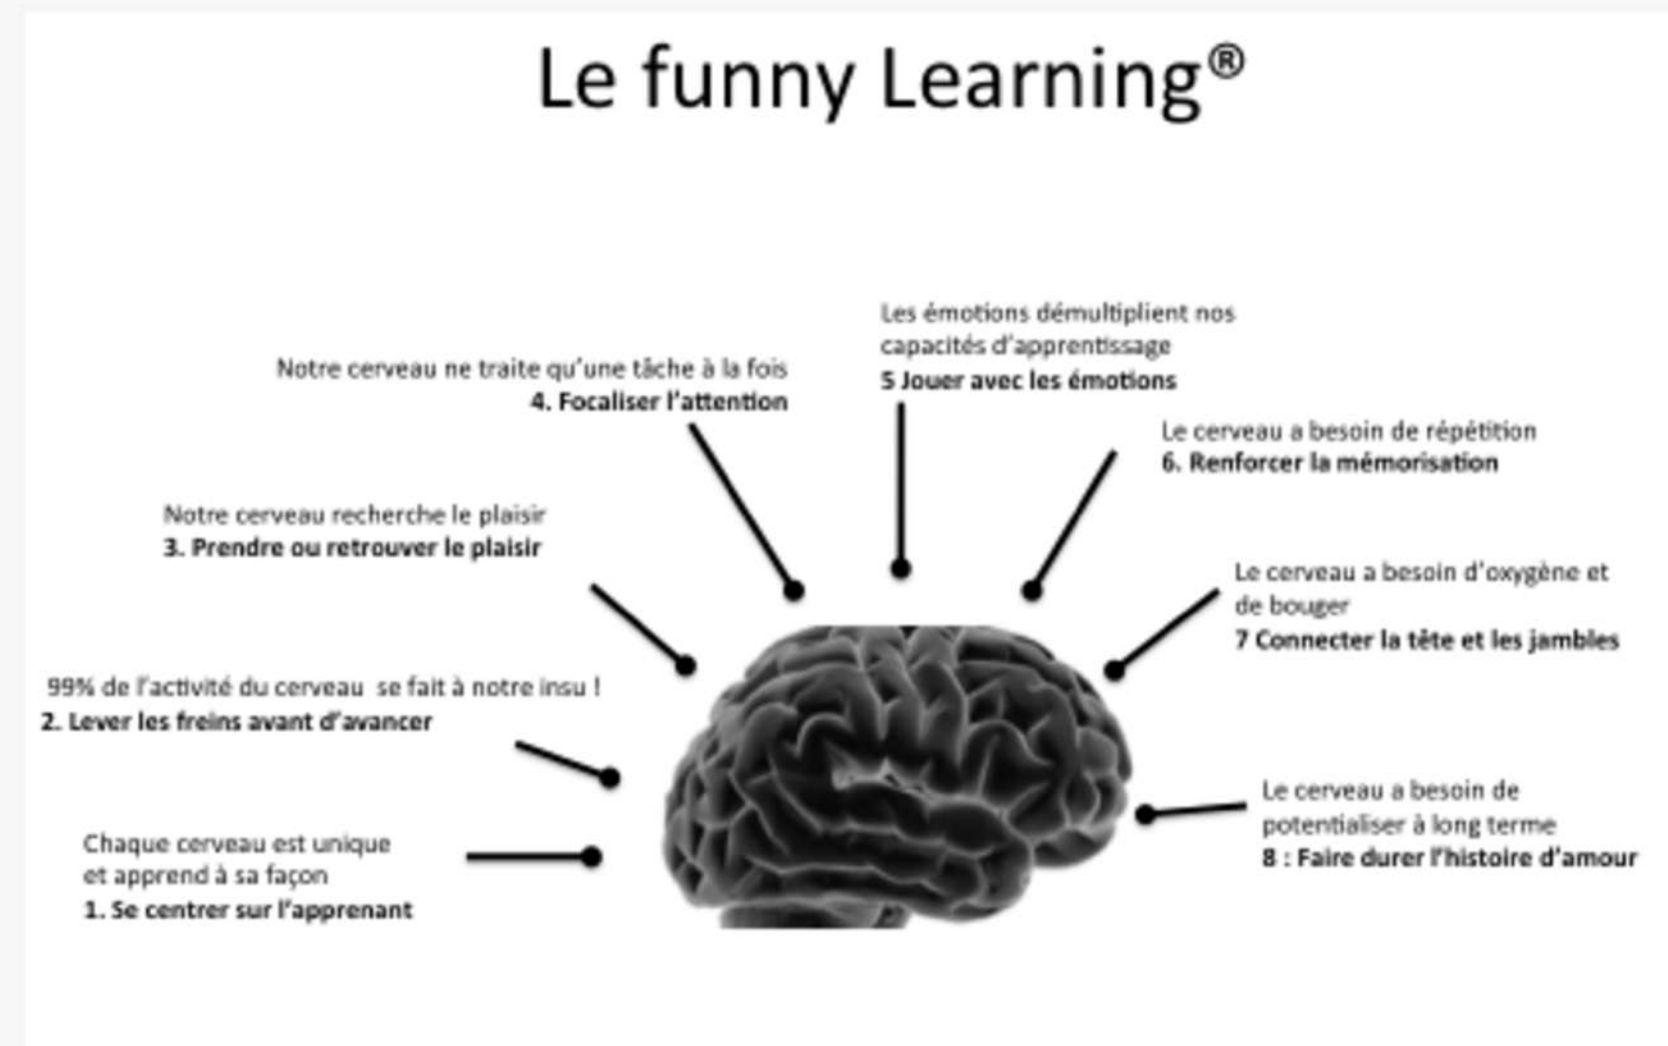 Le funny Learning®
Les émotions démultiplient nos
capacités d'apprentissage
5 Jouer avec les émotions
Notre cerveau ne traite qu'une tâche à la fois
4. Focaliser l'attention
Le cerveau a besoin de répétition
6. Renforcer la mémorisation
Notre cerveau recherche le plaisir
3. Prendre ou retrouver le plaisir
Le cerveau a besoin d'oxygène et
de bouger
7 Connecter la tête et les jambles
99% de l'activité du cerveau se fait à notre insu !
2. Lever les freins avant d'avancer
Le cerveau a besoin de
potentialiser à long terme
8 : Faire durer l'histoire d'amour
Chaque cerveau est unique
et apprend à sa façon
1. Se centrer sur l'apprenant